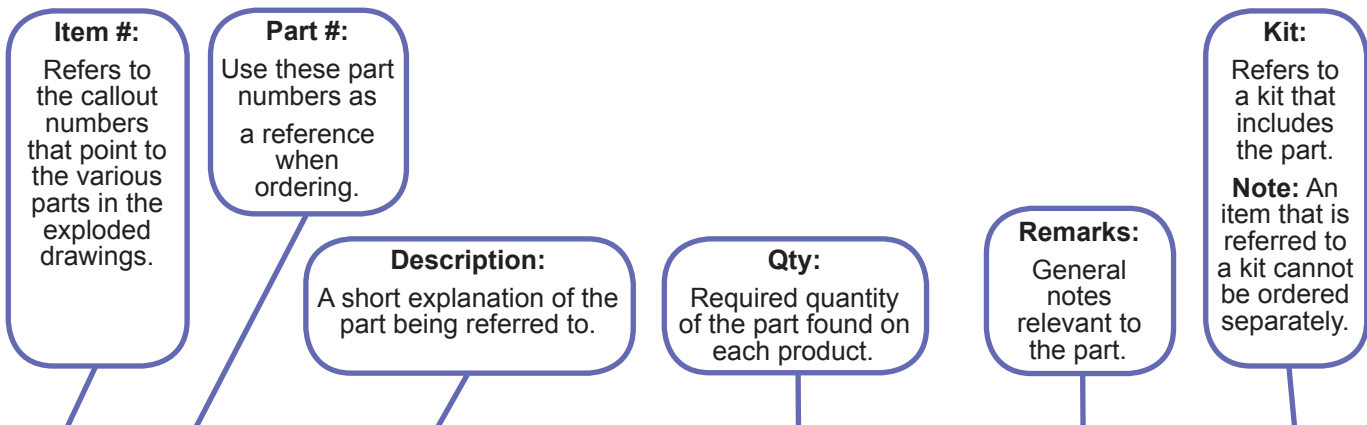 Item #:
Refers to
the callout
numbers
that point to
the various
parts in the
exploded
drawings.
Part #:
Use these part
numbers as
a reference
when
ordering.
Description:
A short explanation of the
part being referred to.
Qty:
Required quantity
of the part found on
each product.
Remarks:
General
notes
relevant to
the part.
Kit:
Refers to
a kit that
includes
the part.
Note: An
item that is
referred to
a kit cannot
be ordered
separately.